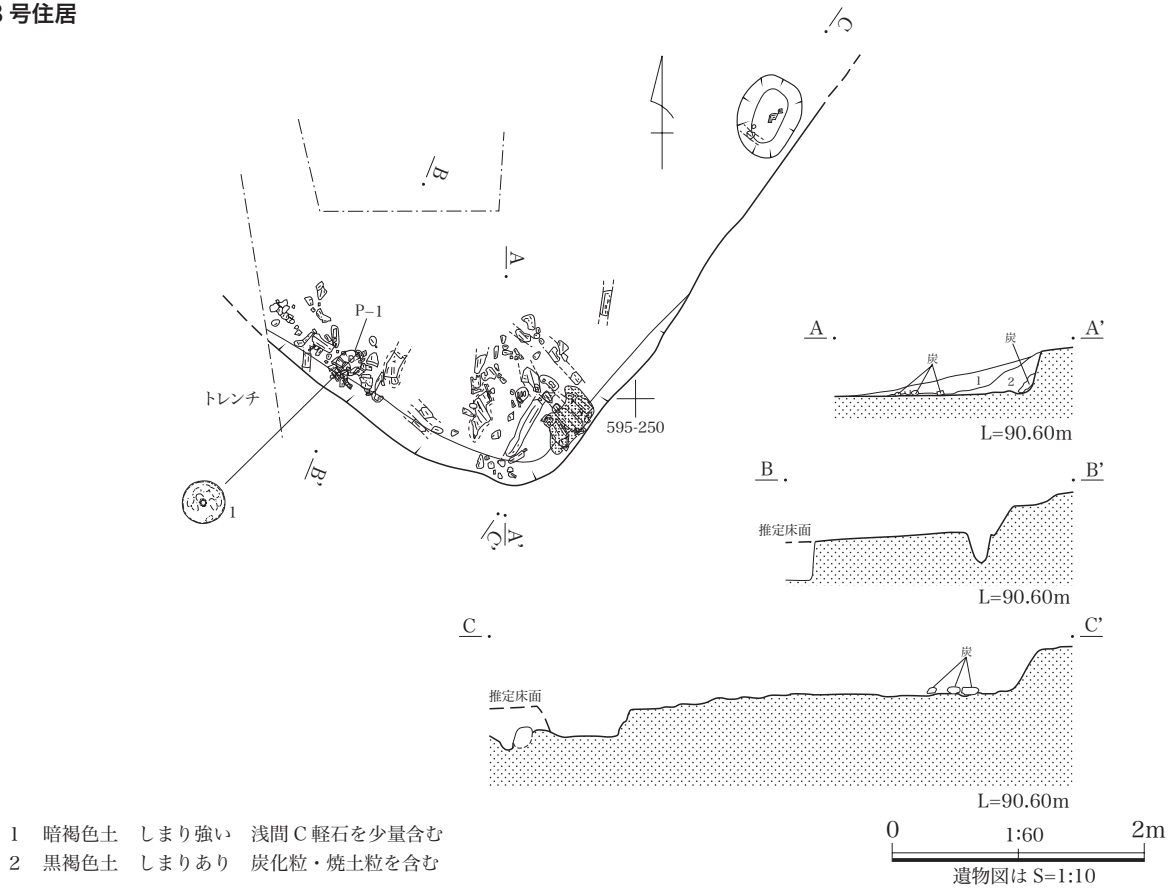 号住居
C
B
A
P–1
トレンチ
595-250
1
B'
A'
C'
A
A'
炭
炭
1
2
L=90.60m
B
B'
推定床面
L=90.60m
C
C'
炭
推定床面
L=90.60m
1 暗褐色土 しまり強い 浅間 C 軽石を少量含む
2 黒褐色土 しまりあり 炭化粒・焼土粒を含む
0 1:60 2m
遺物図は S=1:10